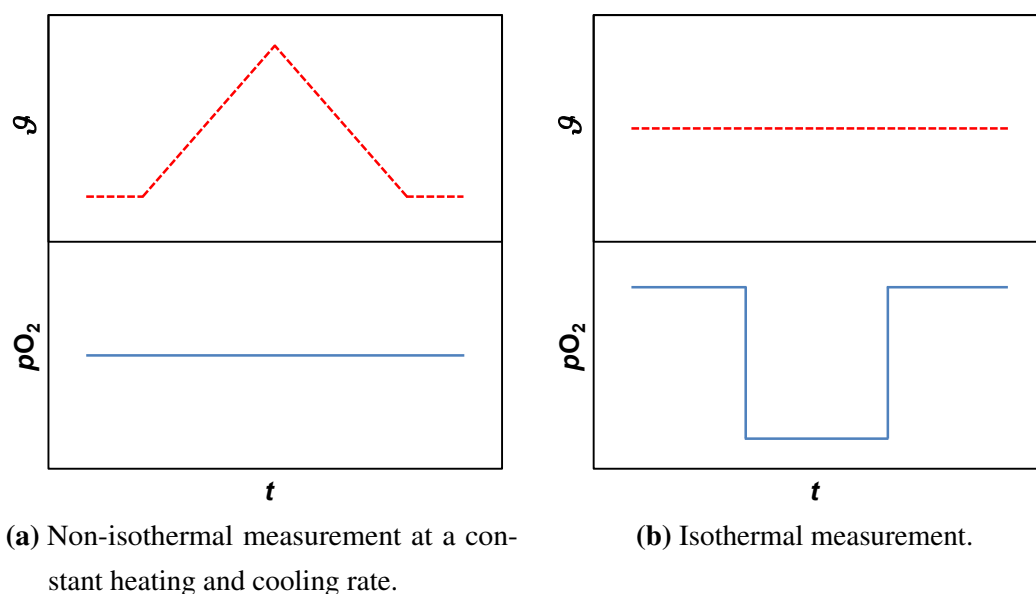 ϑ
pO₂
t
(a) Non-isothermal measurement at a con-
stant heating and cooling rate.
ϑ
pO₂
t
(b) Isothermal measurement.